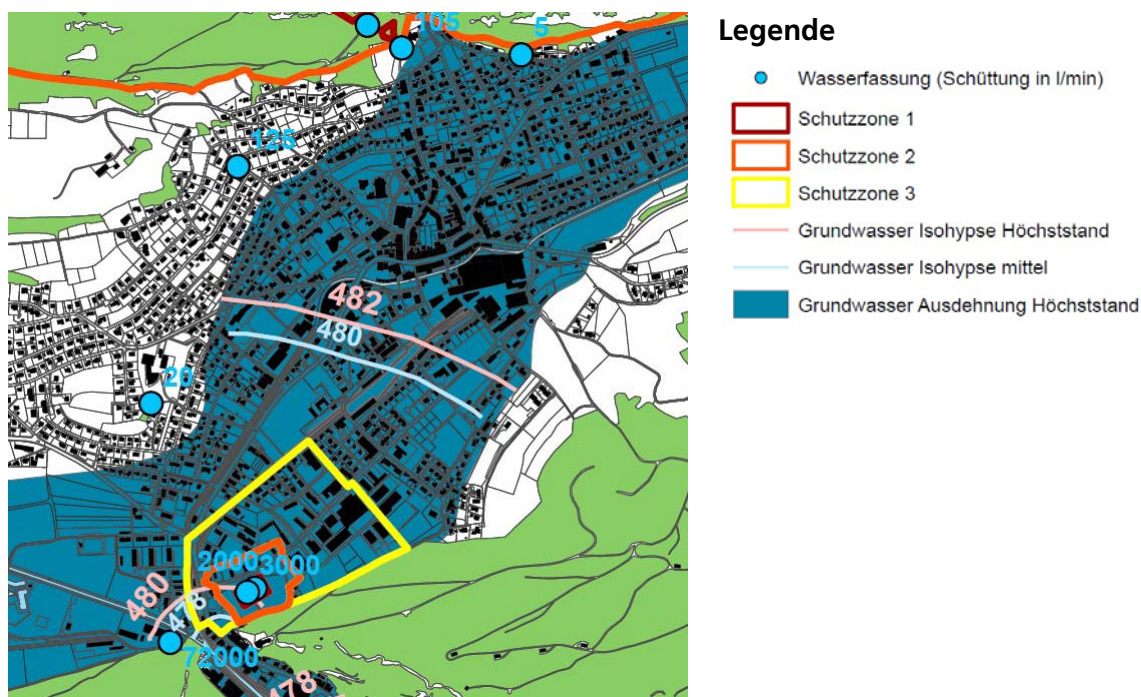 105
5
125
482
480
20
2000
3000
480
478
72000
478
Legende
Wasserfassung (Schüttung in l/min)
Schutzzone 1
Schutzzone 2
Schutzzone 3
Grundwasser Isohypse Höchststand
Grundwasser Isohypse mittel
Grundwasser Ausdehnung Höchststand